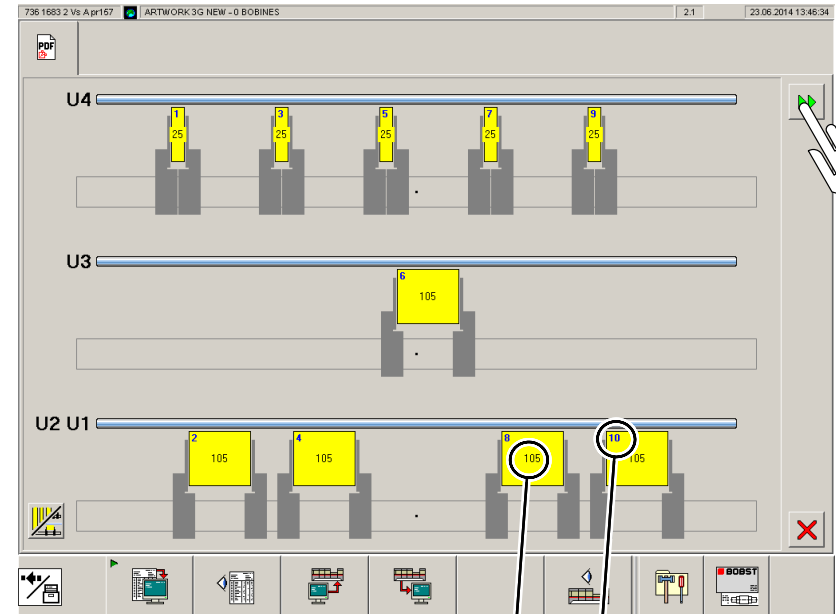 736 1683 2 Vs Apr167 ARTWORK 3G NEW - 0 BOBINES 2.1 23.06.2014 13:46:34
PDF
U4
1 3 5 7 9
25 25 25 25 25
U3
6
105
U2 U1
2 4 8 10
105 105 105 105
BOBST